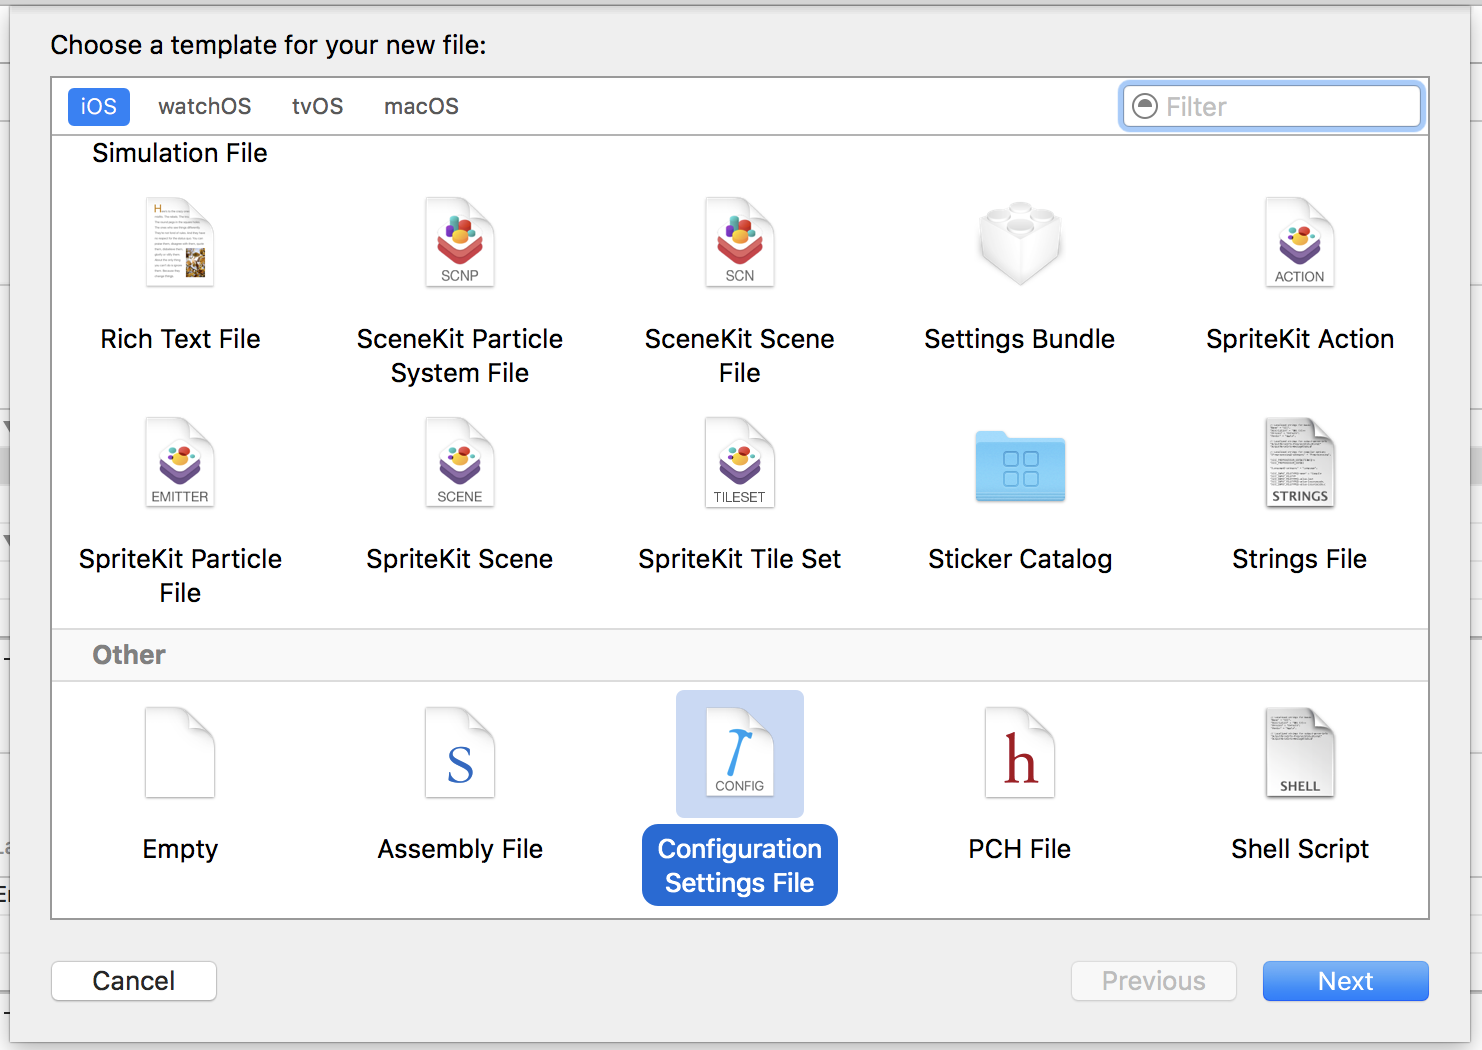 Choose a template for your new file:
iOS watchOS tvOS macOS Filter
Simulation File
SCNP SCN ACTION
Rich Text File SceneKit Particle SceneKit Scene Settings Bundle SpriteKit Action
System File File
EMITTER SCENE TILESET STRINGS
SpriteKit Particle SpriteKit Scene SpriteKit Tile Set Sticker Catalog Strings File
File
Other
S CONFIG h SHELL
Empty Assembly File Configuration PCH File Shell Script
Settings File
Cancel Previous Next